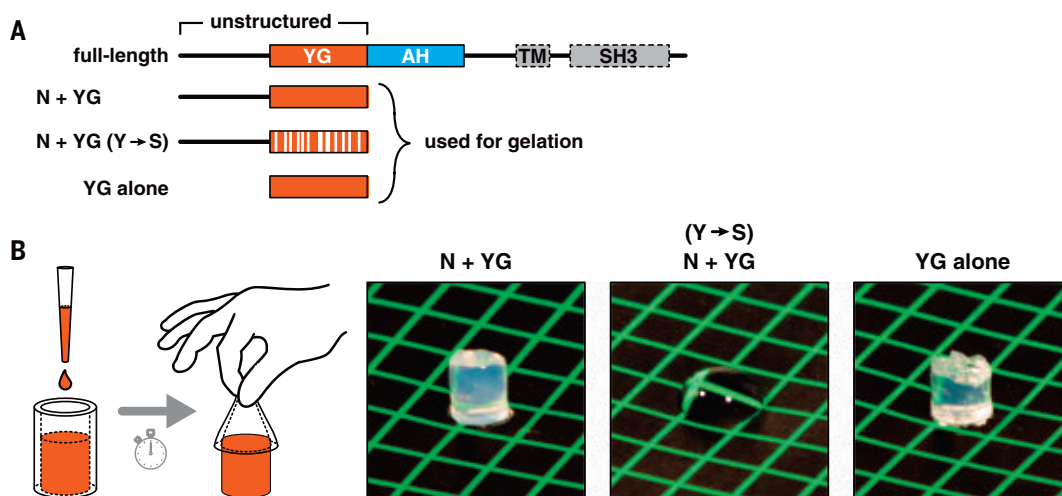 A
unstructured
full-length
YG
AH
TM
SH3
N + YG
N + YG (Y→S)
used for gelation
YG alone
B
N + YG
(Y→S)
N + YG
YG alone